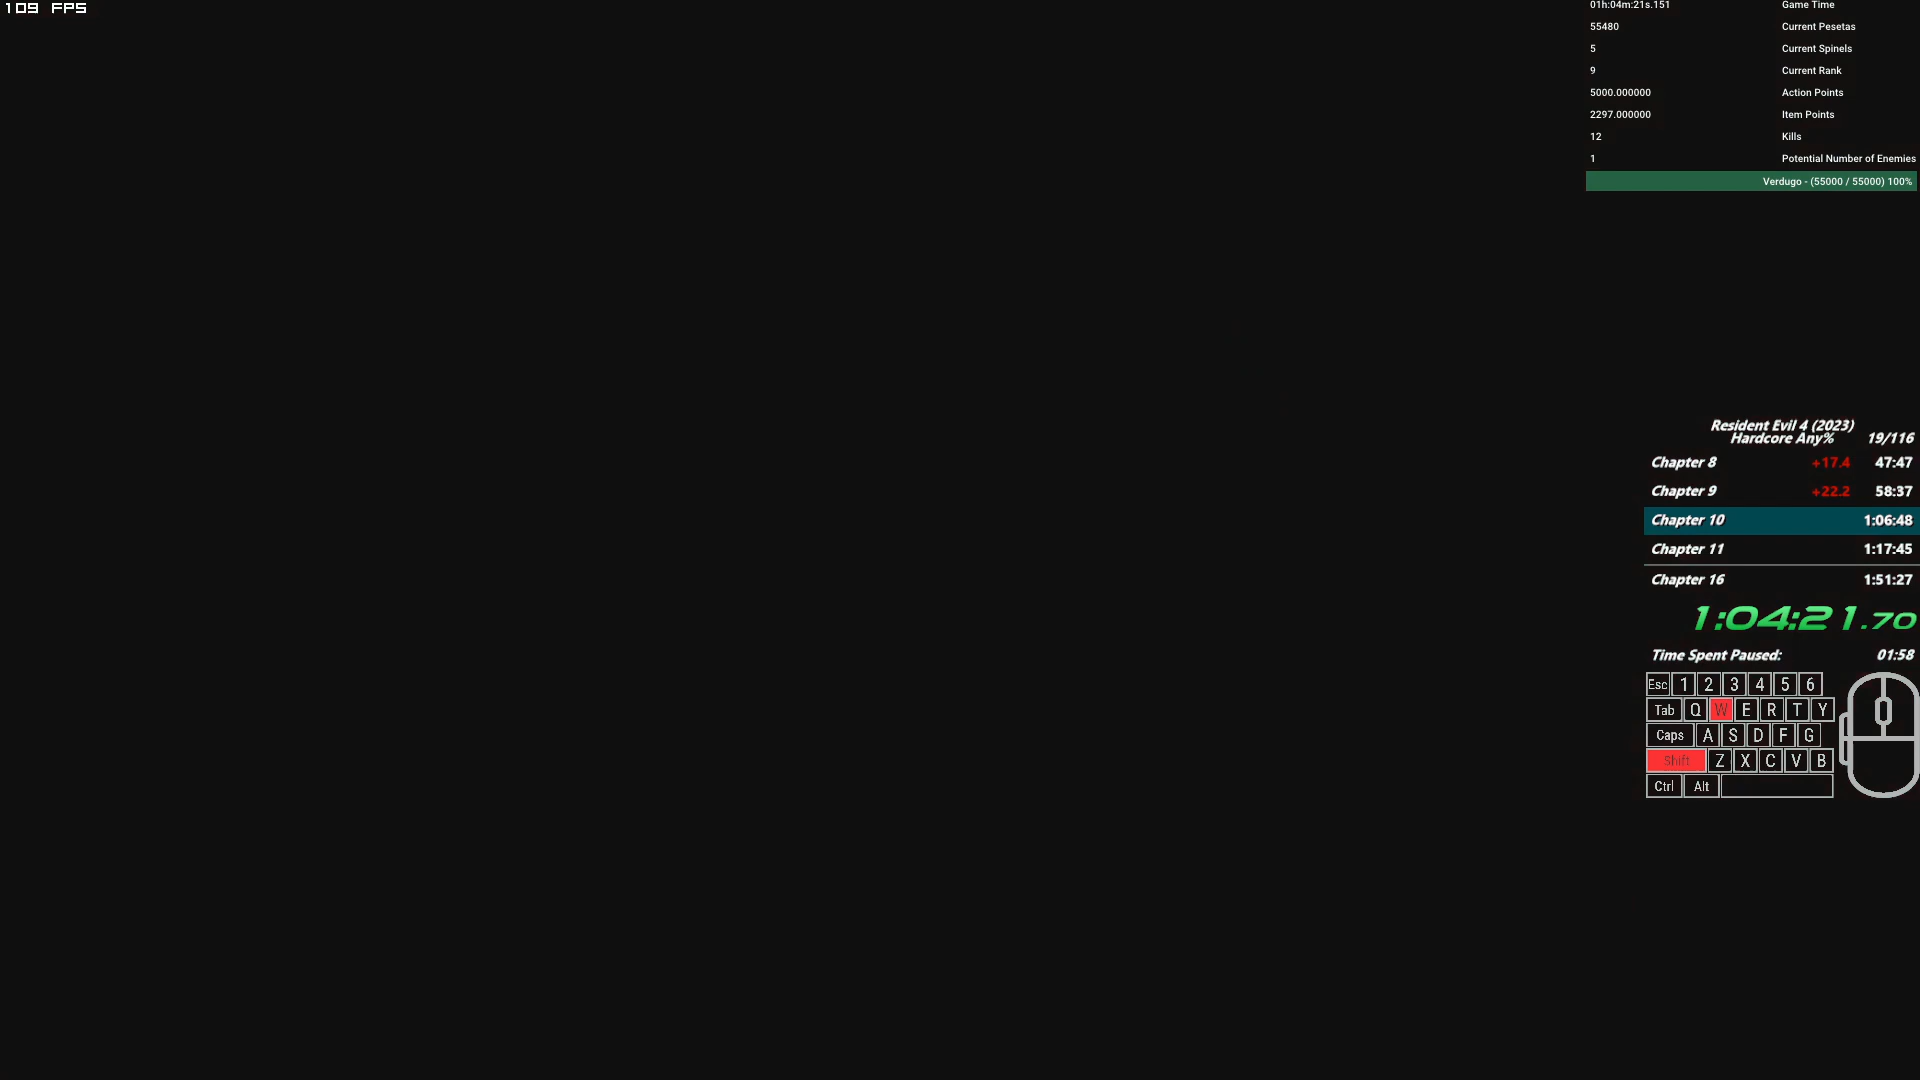 109 FPS
01h:04m:21s.151 Game Time
55480 Current Pesetas
5 Current Spinels
9 Current Rank
5000.000000 Action Points
2297.000000 Item Points
12 Kills
1 Potential Number of Enemies
Verdugo - (55000 / 55000) 100%
Resident Evil 4 (2023)
Hardcore Any% 19/116
Chapter 8 +17.4 47:47
Chapter 9 +22.2 58:37
Chapter 10 1:06:48
Chapter 11 1:17:45
Chapter 16 1:51:27
1:04:21.70
Time Spent Paused: 01:58
Esc 1 2 3 4 5 6
Tab Q W E R T Y
Caps A S D F G
Shift Z X C V B
Ctrl Alt